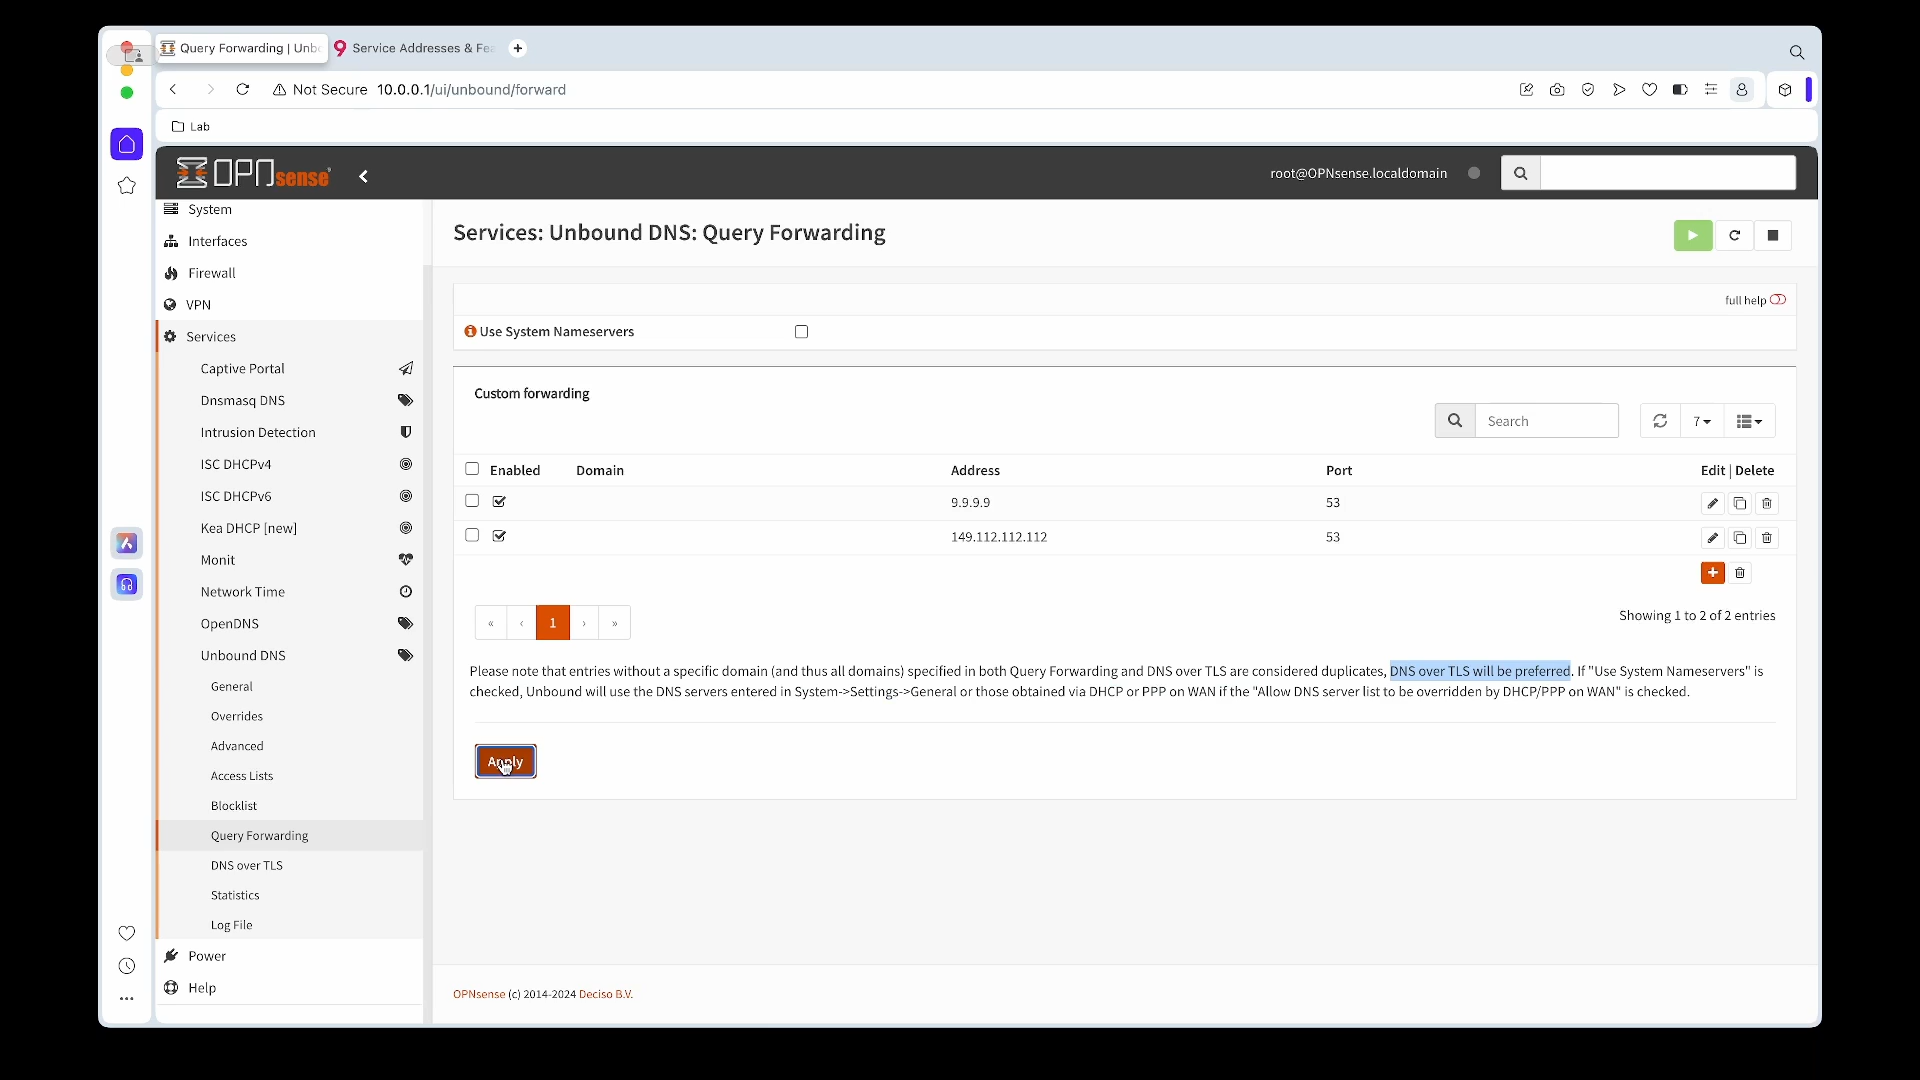 Query Forwarding | Unb
Service Addresses & Fea
Not Secure 10.0.0.1/ui/unbound/forward
Lab
OPNsense
root@OPNsense.localdomain
System
Interfaces
Firewall
VPN
Services
Captive Portal
Dnsmasq DNS
Intrusion Detection
ISC DHCPv4
ISC DHCPv6
Kea DHCP [new]
Monit
Network Time
OpenDNS
Unbound DNS
General
Overrides
Advanced
Access Lists
Blocklist
Query Forwarding
DNS over TLS
Statistics
Log File
Power
Help
Services: Unbound DNS: Query Forwarding
full help
Use System Nameservers
Custom forwarding
Search
7
Enabled Domain Address Port Edit | Delete
9.9.9.9 53
149.112.112.112 53
« ‹ 1 › »
Showing 1 to 2 of 2 entries
Please note that entries without a specific domain (and thus all domains) specified in both Query Forwarding and DNS over TLS are considered duplicates, DNS over TLS will be preferred. If "Use System Nameservers" is
checked, Unbound will use the DNS servers entered in System->Settings->General or those obtained via DHCP or PPP on WAN if the "Allow DNS server list to be overridden by DHCP/PPP on WAN" is checked.
Apply
OPNsense (c) 2014-2024 Deciso B.V.